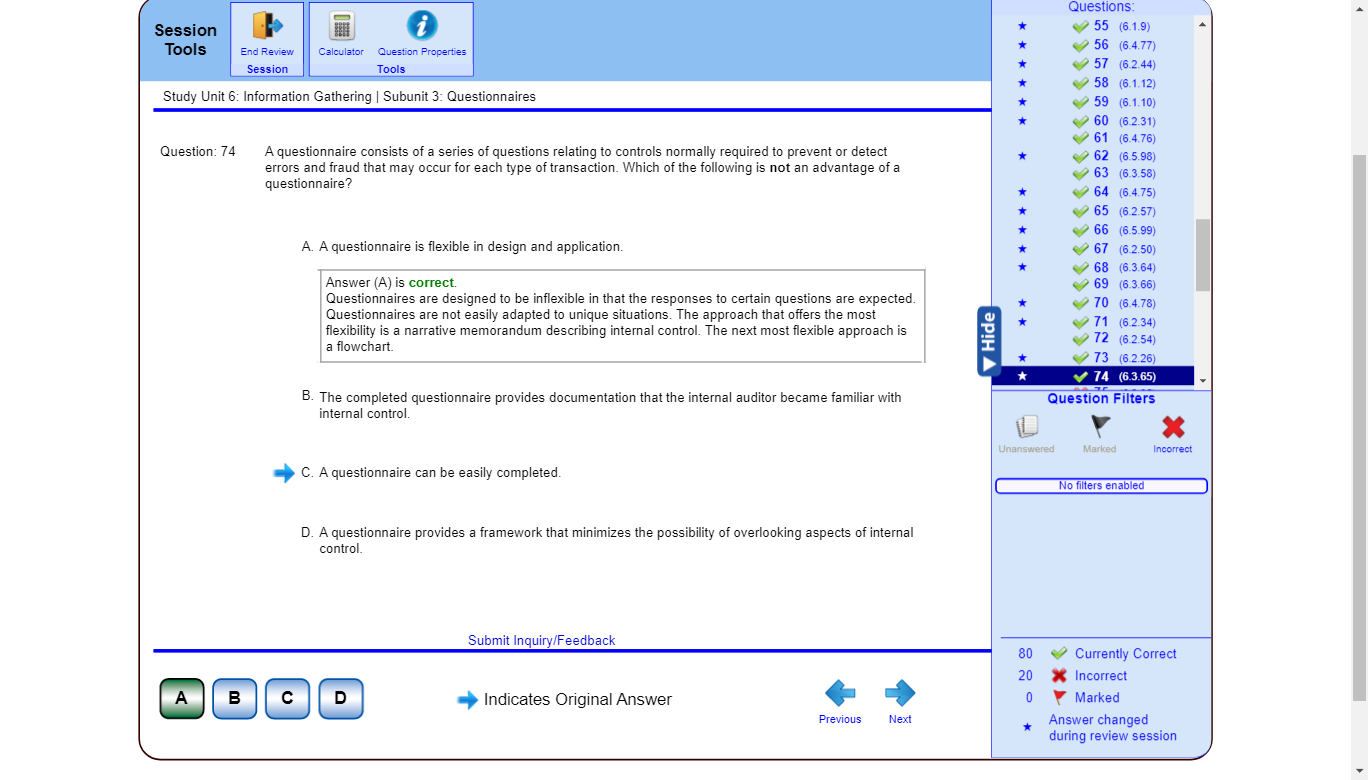 Session
Tools
End Review
Session
Calculator
Question Properties
Tools
Study Unit 6: Information Gathering | Subunit 3: Questionnaires
Question: 74
A questionnaire consists of a series of questions relating to controls normally required to prevent or detect
errors and fraud that may occur for each type of transaction. Which of the following is not an advantage of a
questionnaire?
A. A questionnaire is flexible in design and application.
Answer (A) is correct.
Questionnaires are designed to be inflexible in that the responses to certain questions are expected.
Questionnaires are not easily adapted to unique situations. The approach that offers the most
flexibility is a narrative memorandum describing internal control. The next most flexible approach is
a flowchart.
B. The completed questionnaire provides documentation that the internal auditor became familiar with
internal control.
C. A questionnaire can be easily completed.
D. A questionnaire provides a framework that minimizes the possibility of overlooking aspects of internal
control.
Submit Inquiry/Feedback
A B C D
Indicates Original Answer
Previous
Next
Hide
Questions:
55 (6.1.9)
56 (6.4.77)
57 (6.2.44)
58 (6.1.12)
59 (6.1.10)
60 (6.2.31)
61 (6.4.76)
62 (6.5.98)
63 (6.3.58)
64 (6.4.75)
65 (6.2.57)
66 (6.5.99)
67 (6.2.50)
68 (6.3.64)
69 (6.3.66)
70 (6.4.78)
71 (6.2.34)
72 (6.2.54)
73 (6.2.26)
74 (6.3.65)
Question Filters
Unanswered
Marked
Incorrect
No filters enabled
80 Currently Correct
20 Incorrect
0 Marked
Answer changed
during review session